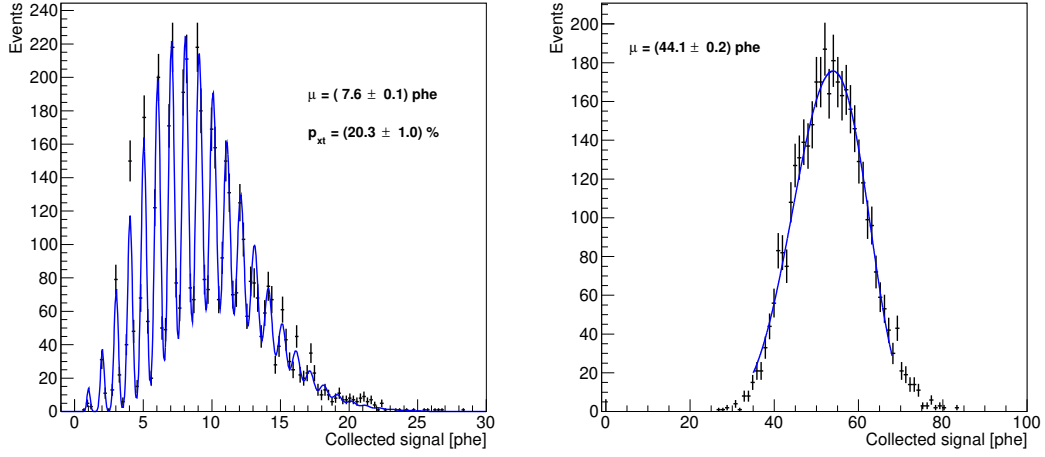 Events
240
220
200
180
160
140
120
100
80
60
40
20
0
μ = ( 7.6 ± 0.1) phe
p_xt = (20.3 ± 1.0) %
0 5 10 15 20 25 30
Collected signal [phe]
Events
200
180
160
140
120
100
80
60
40
20
0
μ = (44.1 ± 0.2) phe
0 20 40 60 80 100
Collected signal [phe]